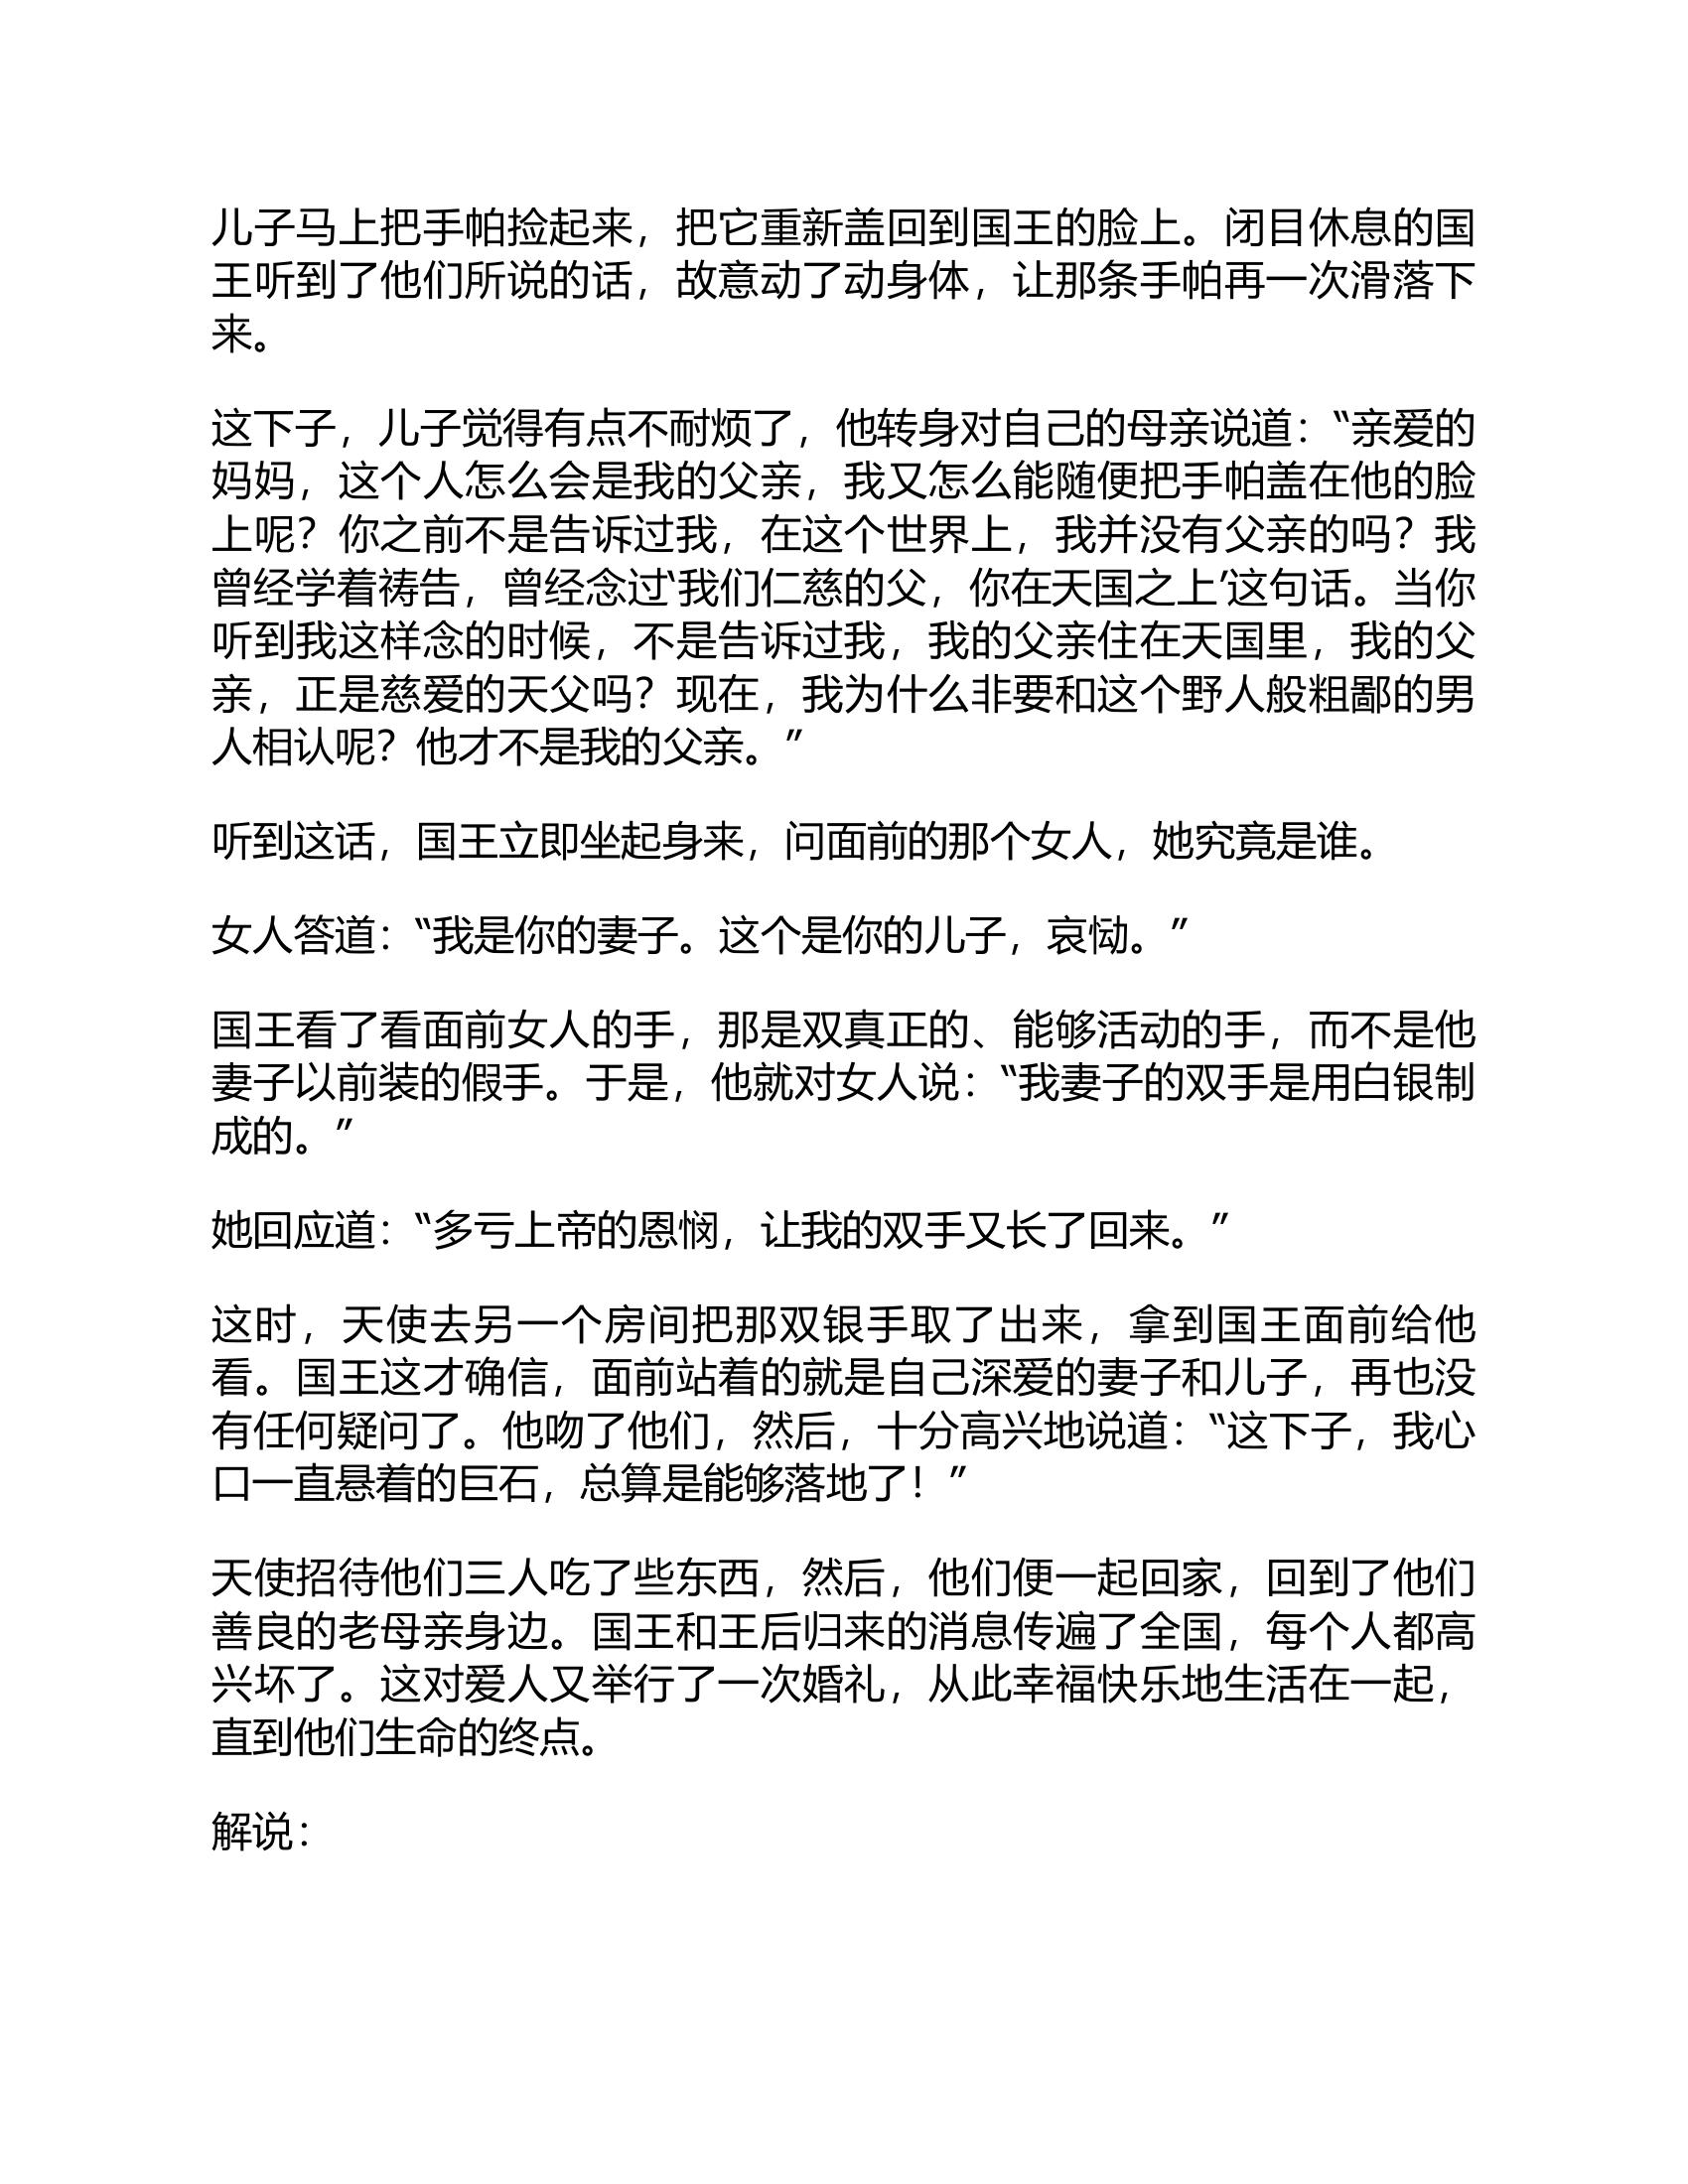 儿子马上把手帕捡起来，把它重新盖回到国王的脸上。闭目休息的国
王听到了他们所说的话，故意动了动身体，让那条手帕再一次滑落下
来。
这下子，儿子觉得有点不耐烦了，他转身对自己的母亲说道：“亲爱的
妈妈，这个人怎么会是我的父亲，我又怎么能随便把手帕盖在他的脸
上呢？你之前不是告诉过我，在这个世界上，我并没有父亲的吗？我
曾经学着祷告，曾经念过‘我们仁慈的父，你在天国之上’这句话。当你
听到我这样念的时候，不是告诉过我，我的父亲住在天国里，我的父
亲，正是慈爱的天父吗？现在，我为什么非要和这个野人般粗鄙的男
人相认呢？他才不是我的父亲。”
听到这话，国王立即坐起身来，问面前的那个女人，她究竟是谁。
女人答道：“我是你的妻子。这个是你的儿子，哀恸。”
国王看了看面前女人的手，那是双真正的、能够活动的手，而不是他
妻子以前装的假手。于是，他就对女人说：“我妻子的双手是用白银制
成的。”
她回应道：“多亏上帝的恩悯，让我的双手又长了回来。”
这时，天使去另一个房间把那双银手取了出来，拿到国王面前给他
看。国王这才确信，面前站着的就是自己深爱的妻子和儿子，再也没
有任何疑问了。他吻了他们，然后，十分高兴地说道：“这下子，我心
口一直悬着的巨石，总算是能够落地了！”
天使招待他们三人吃了些东西，然后，他们便一起回家，回到了他们
善良的老母亲身边。国王和王后归来的消息传遍了全国，每个人都高
兴坏了。这对爱人又举行了一次婚礼，从此幸福快乐地生活在一起，
直到他们生命的终点。
解说：